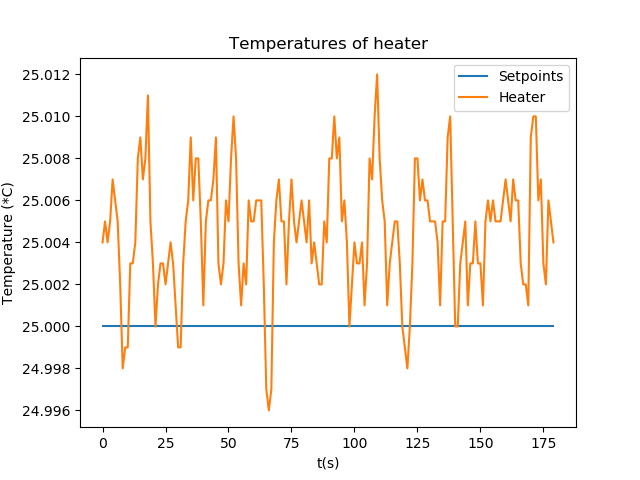 Temperatures of heater
25.012
25.010
25.008
25.006
25.004
25.002
25.000
24.998
24.996
Temperature (*C)
Setpoints
Heater
0 25 50 75 100 125 150 175
t(s)